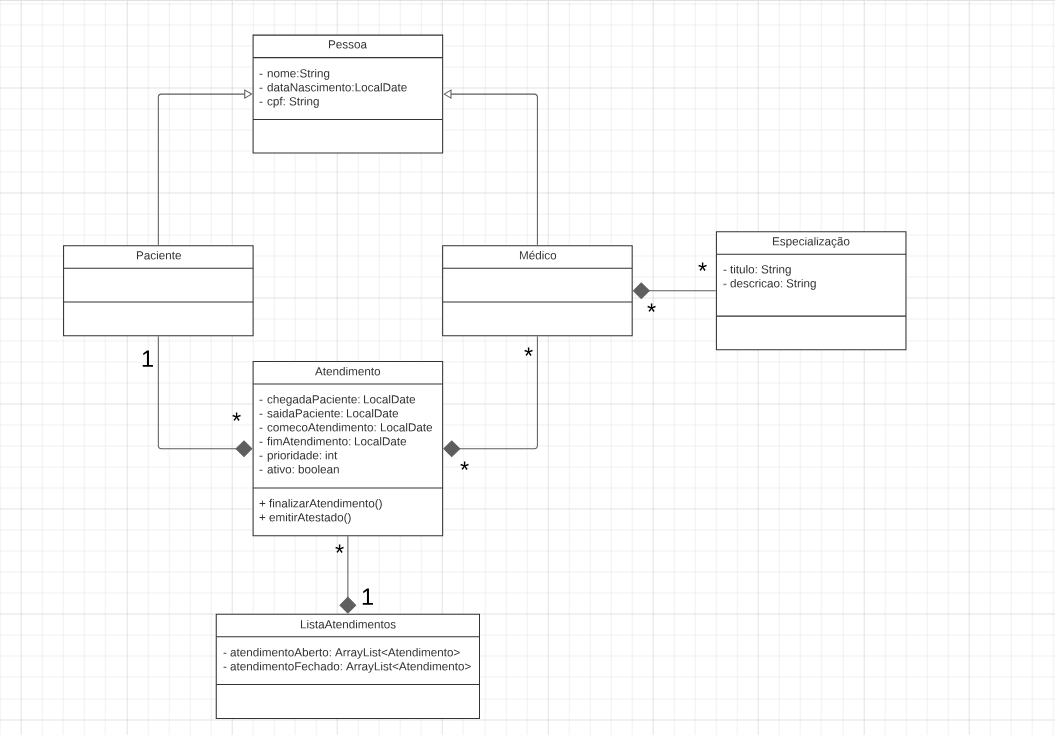 Pessoa
- nome:String
- dataNascimento:LocalDate
- cpf: String
Paciente
Médico
Especialização
- titulo: String
- descricao: String
*
*
1
*
*
*
Atendimento
- chegadaPaciente: LocalDate
- saidaPaciente: LocalDate
- comecoAtendimento: LocalDate
- fimAtendimento: LocalDate
- prioridade: int
- ativo: boolean
+ finalizarAtendimento()
+ emitirAtestado()
*
1
ListaAtendimentos
- atendimentoAberto: ArrayList<Atendimento>
- atendimentoFechado: ArrayList<Atendimento>